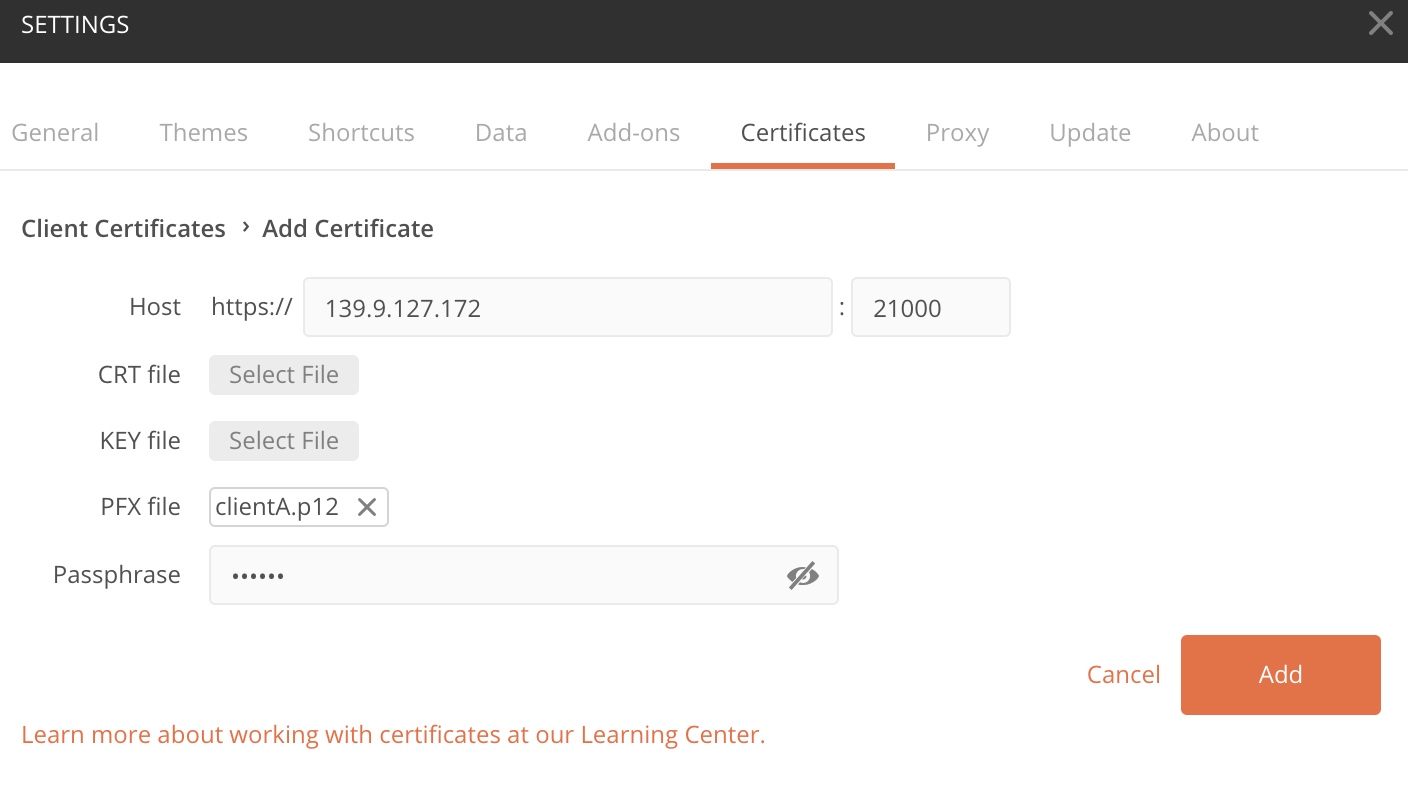 SETTINGS
General Themes Shortcuts Data Add-ons Certificates Proxy Update About
Client Certificates › Add Certificate
Host https:// 139.9.127.172 : 21000
CRT file Select File
KEY file Select File
PFX file clientA.p12
Passphrase ••••••
Cancel Add
Learn more about working with certificates at our Learning Center.